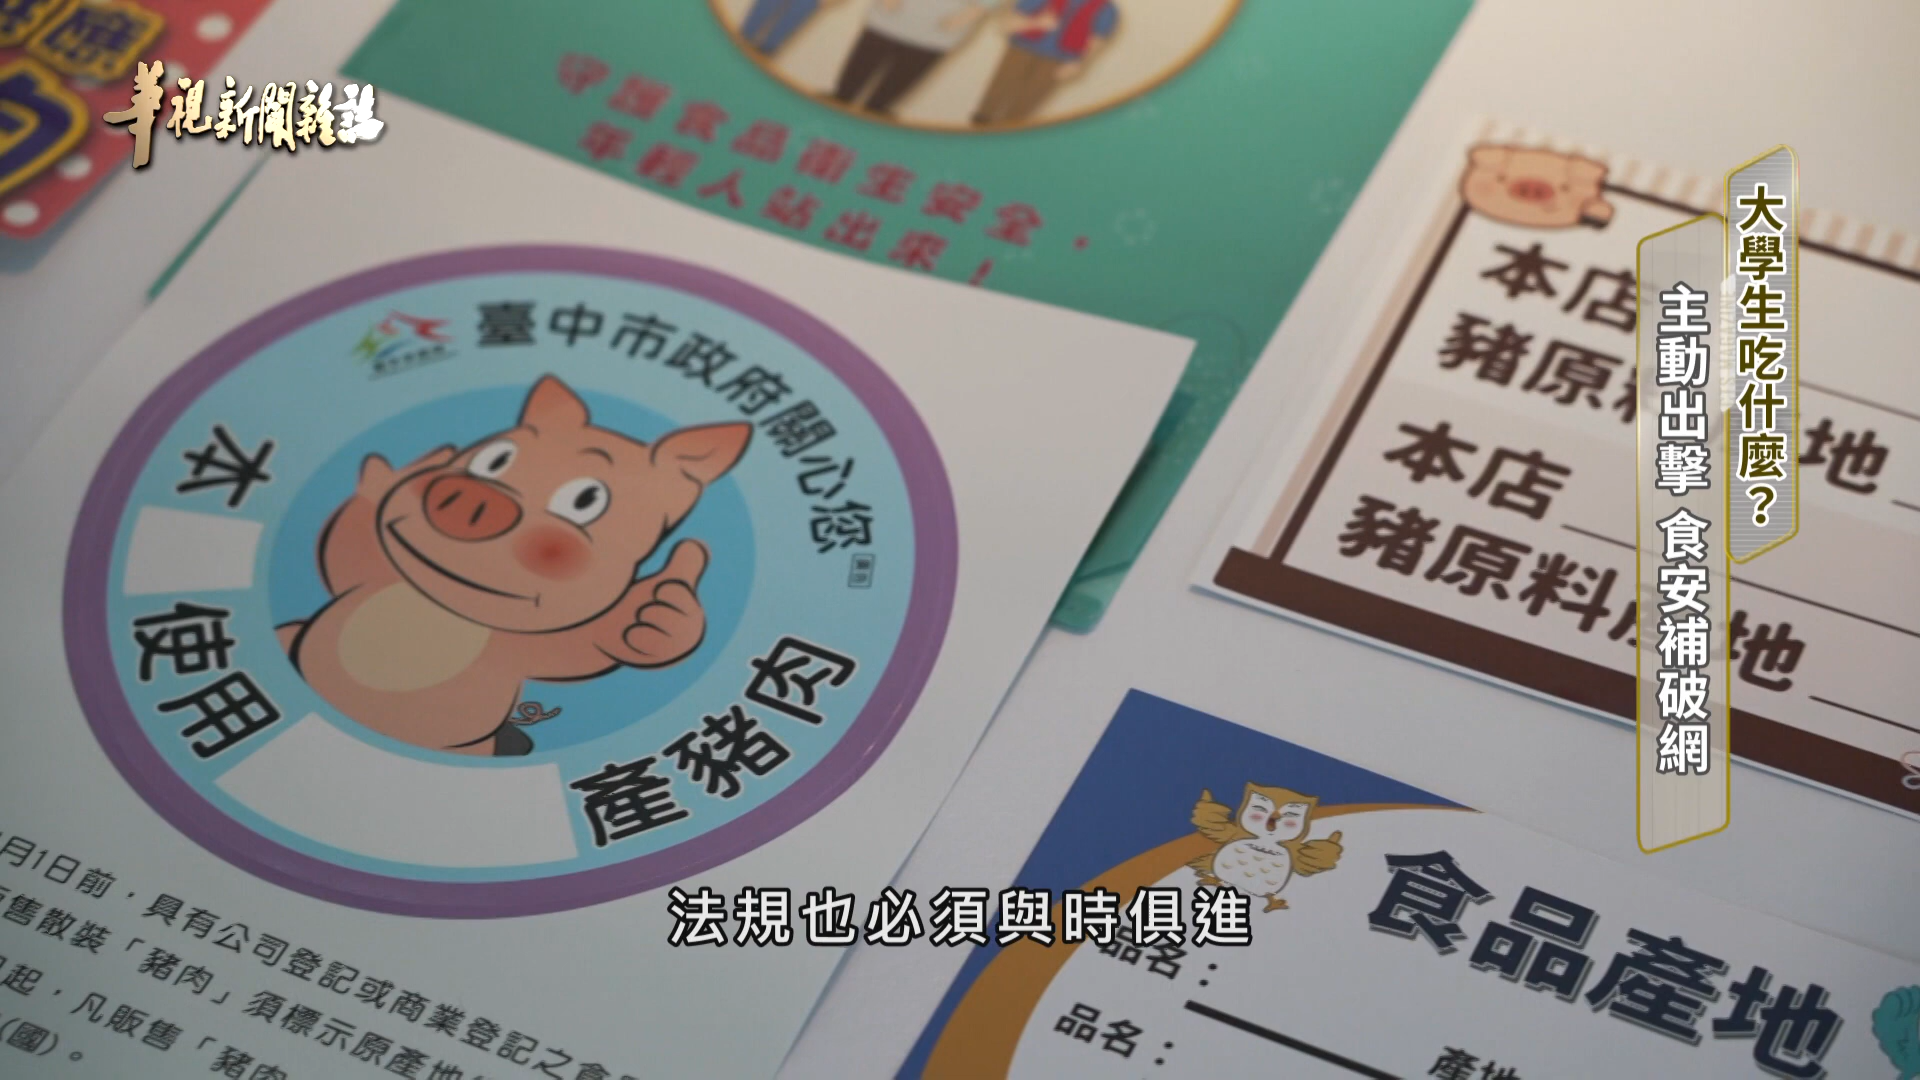 華視新聞雜誌
大學生吃什麼?
主動出擊 食安補破網
守護食品衛生安全，
年輕人站出來！
臺中市政府關心您
本
使用
產豬肉
本店
豬原料
地
本店
豬原料產地
食品產地
品名：
品名：
產地
月1日前，具有公司登記或商業登記之食
售散裝「豬肉」須標示原產地
起，凡販售「豬肉
(國)。
法規也必須與時俱進